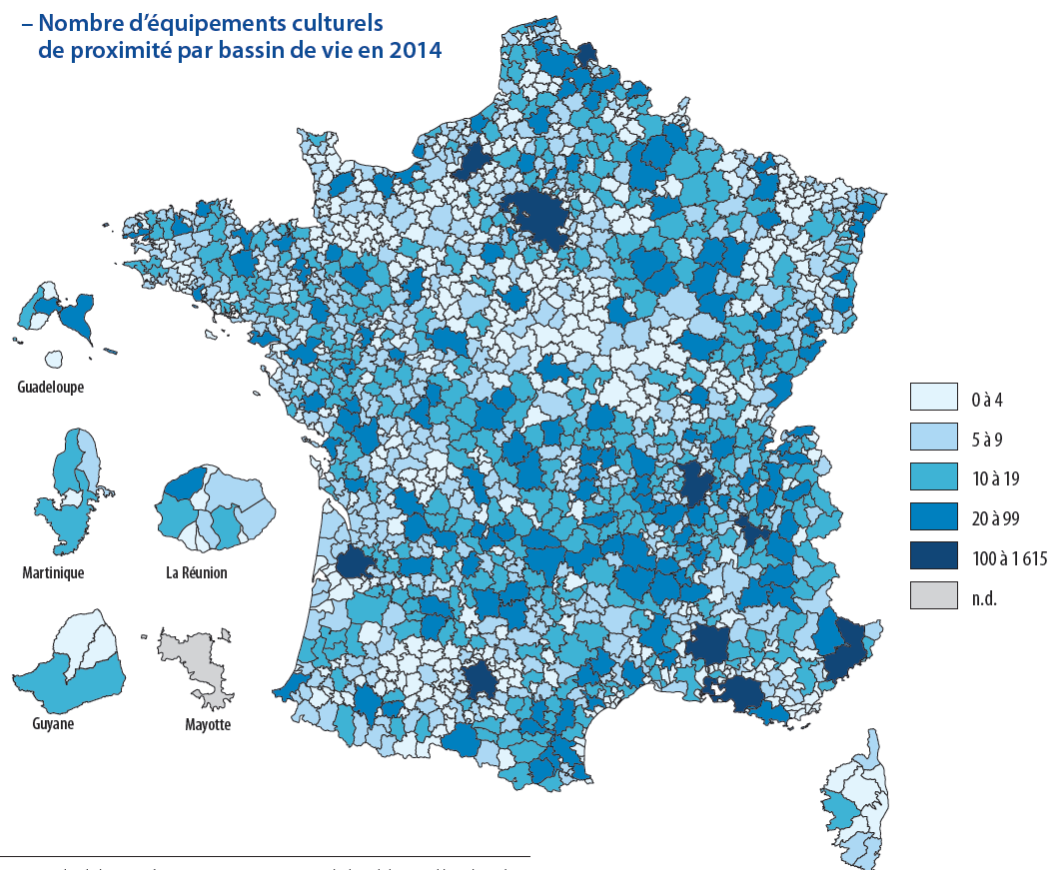 – Nombre d’équipements culturels
de proximité par bassin de vie en 2014
Guadeloupe
0 à 4
5 à 9
10 à 19
20 à 99
100 à 1 615
n.d.
Martinique
La Réunion
Guyane
Mayotte